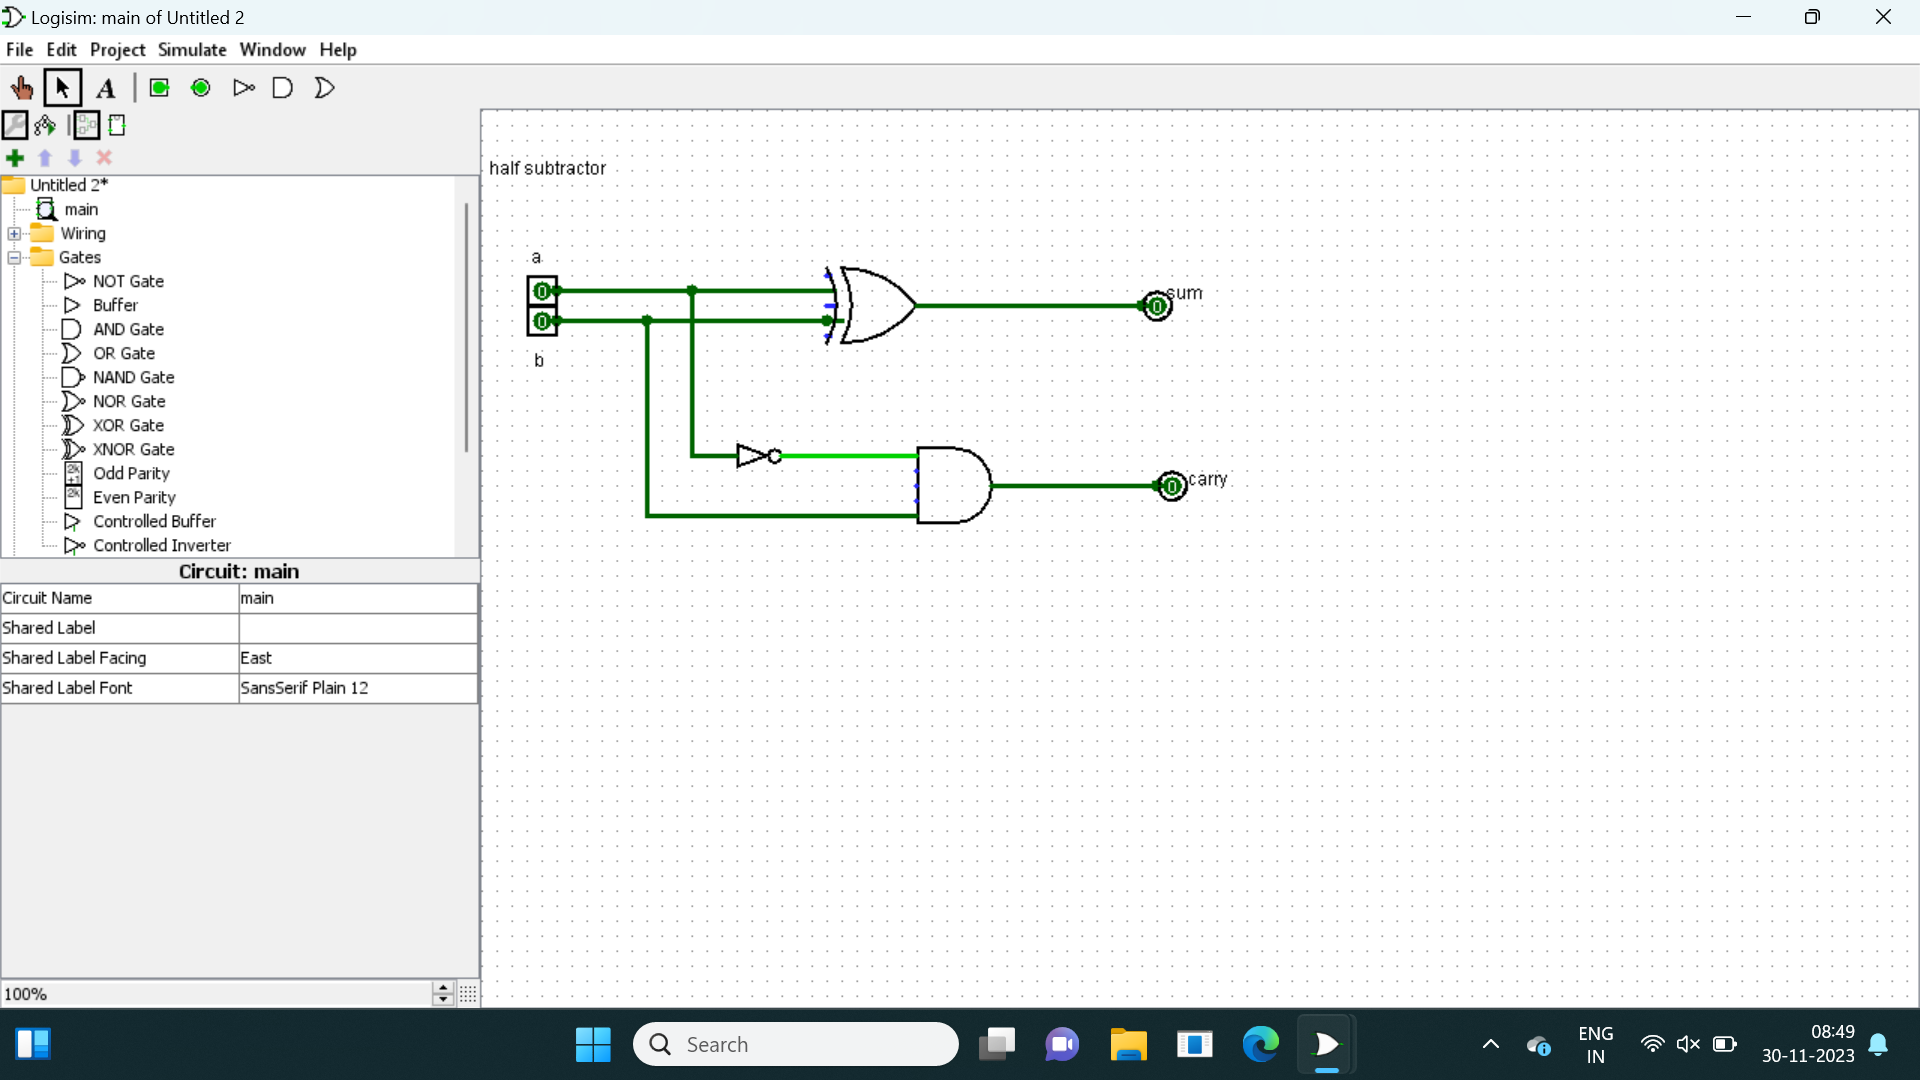 Logisim: main of Untitled 2
File Edit Project Simulate Window Help
A
half subtractor
Untitled 2*
main
Wiring
Gates
NOT Gate
Buffer
AND Gate
OR Gate
NAND Gate
NOR Gate
XOR Gate
XNOR Gate
2k+1 Odd Parity
2k Even Parity
Controlled Buffer
Controlled Inverter
a
0
0
b
0 sum
0 carry
Circuit: main
Circuit Name main
Shared Label
Shared Label Facing East
Shared Label Font SansSerif Plain 12
100%
Search
ENG
IN
08:49
30-11-2023